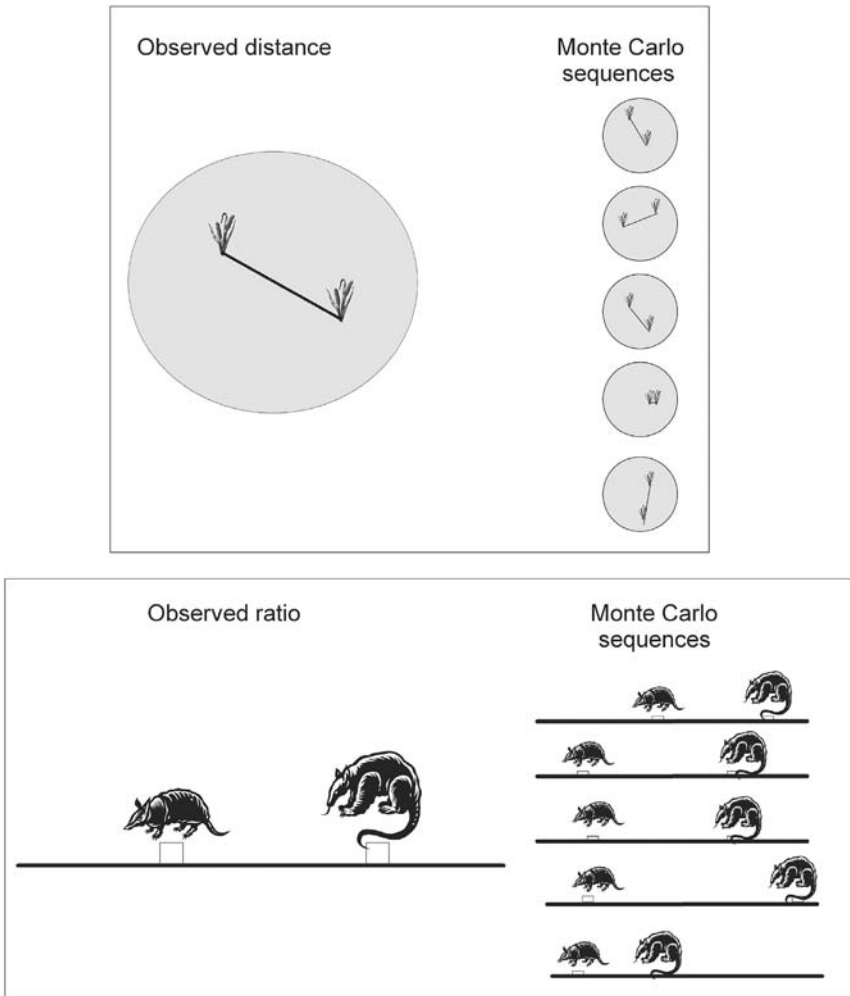 Observed distance
Monte Carlo
sequences
Observed ratio
Monte Carlo
sequences